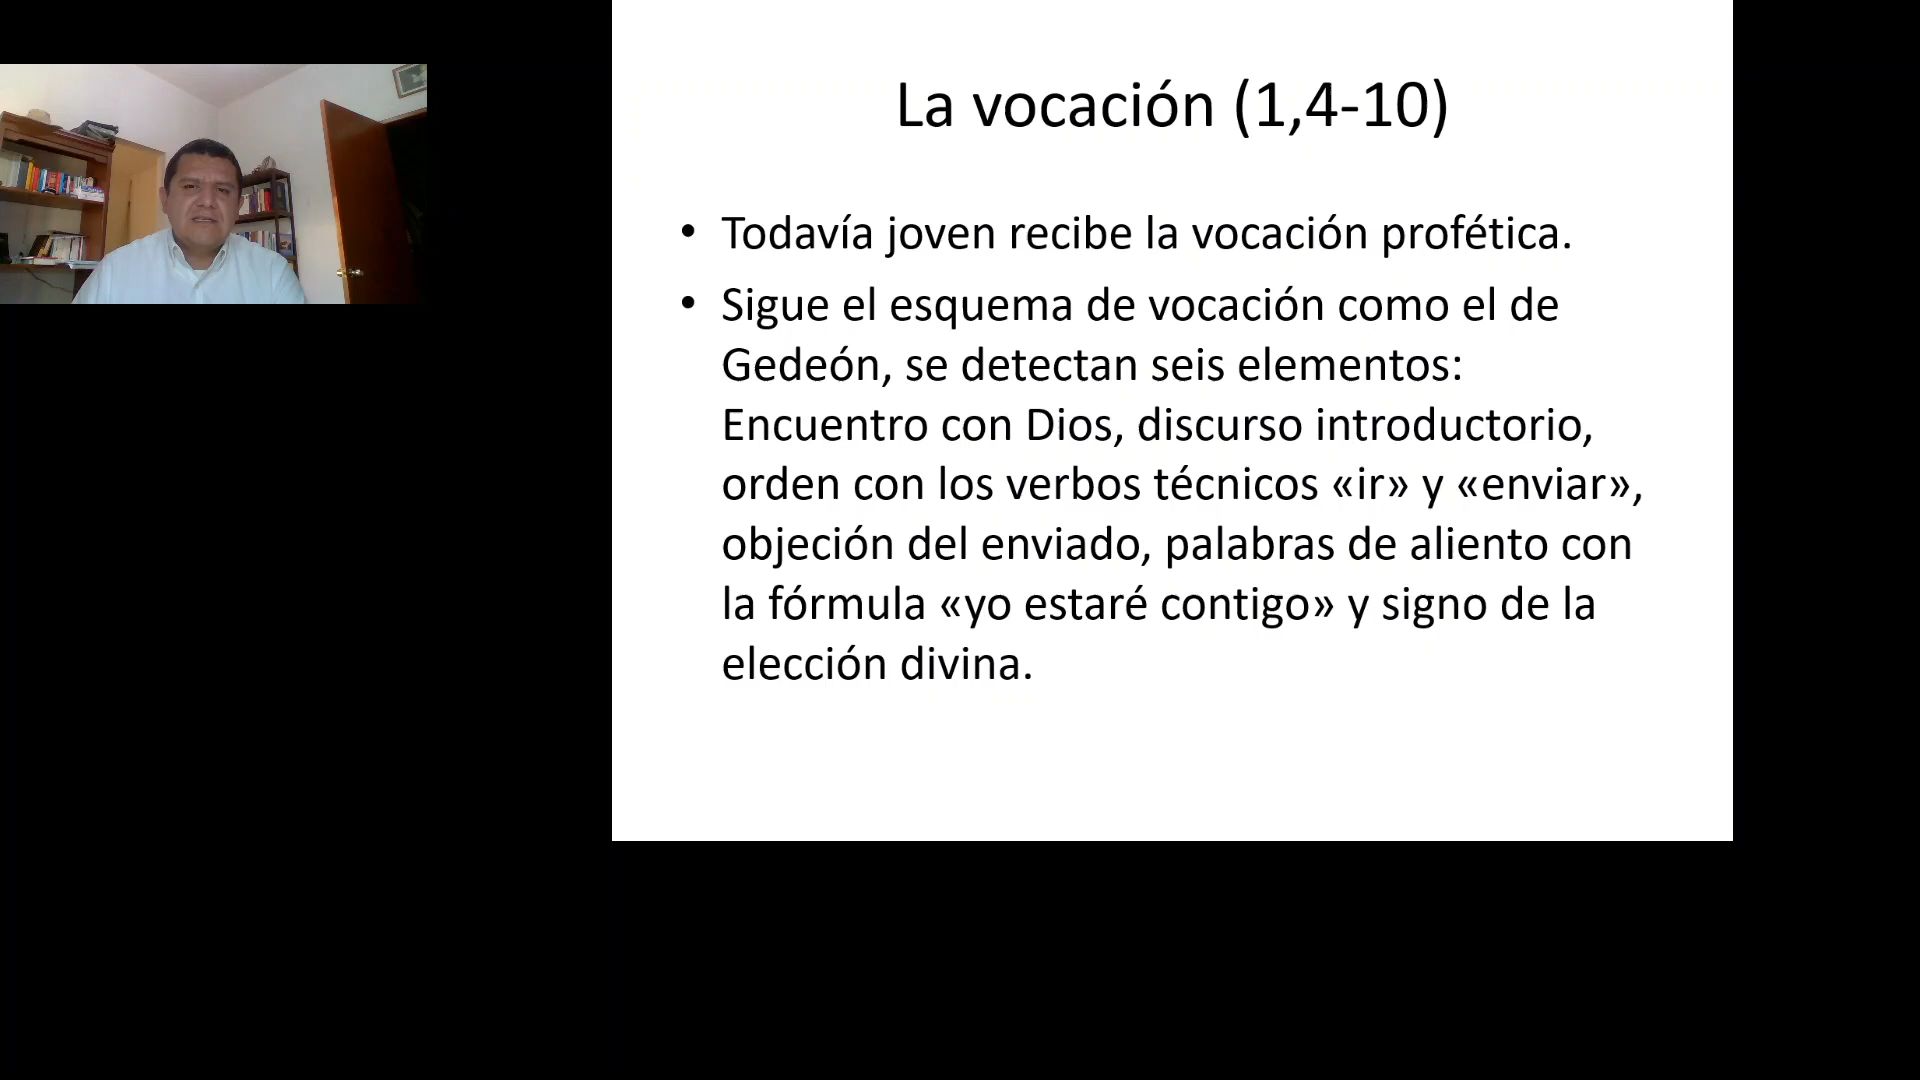 La vocación (1,4-10)
• Todavía joven recibe la vocación profética.
• Sigue el esquema de vocación como el de
Gedeón, se detectan seis elementos:
Encuentro con Dios, discurso introductorio,
orden con los verbos técnicos «ir» y «enviar»,
objeción del enviado, palabras de aliento con
la fórmula «yo estaré contigo» y signo de la
elección divina.